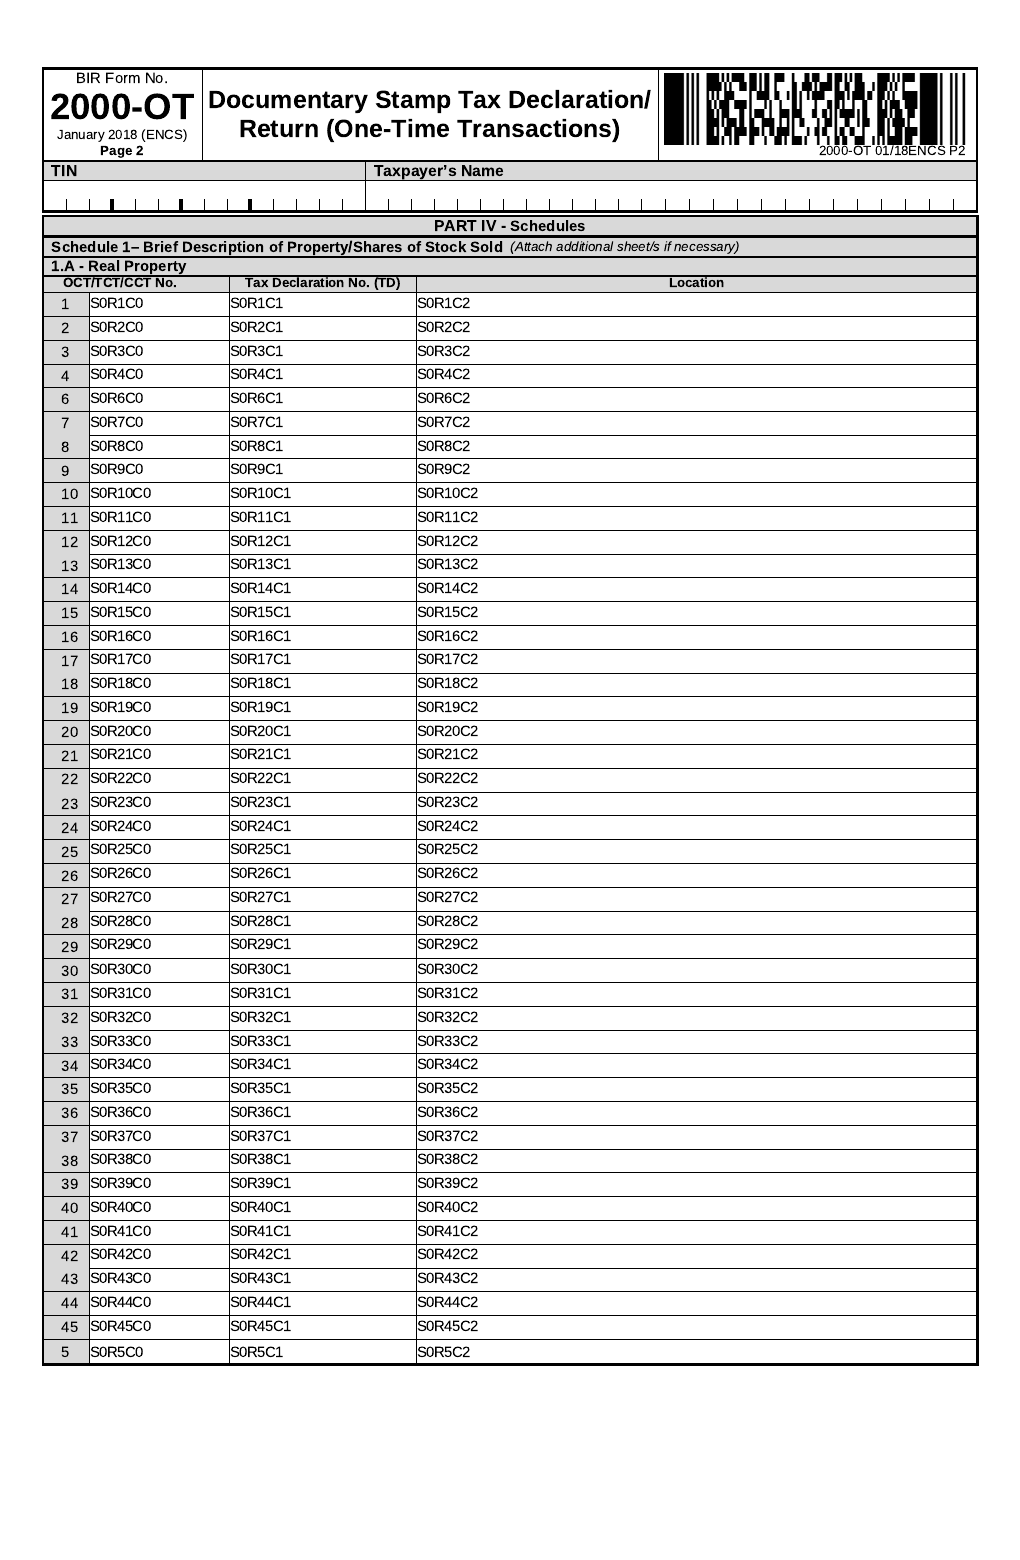 BIR Form No.
2000-OT
January 2018 (ENCS)
Page 2
Documentary Stamp Tax Declaration/
Return (One-Time Transactions)
2000-OT 01/18ENCS P2
TIN Taxpayer's Name
PART IV - Schedules
Schedule 1– Brief Description of Property/Shares of Stock Sold (Attach additional sheet/s if necessary)
1.A - Real Property
OCT/TCT/CCT No. Tax Declaration No. (TD) Location
1 S0R1C0 S0R1C1 S0R1C2
2 S0R2C0 S0R2C1 S0R2C2
3 S0R3C0 S0R3C1 S0R3C2
4 S0R4C0 S0R4C1 S0R4C2
6 S0R6C0 S0R6C1 S0R6C2
7 S0R7C0 S0R7C1 S0R7C2
8 S0R8C0 S0R8C1 S0R8C2
9 S0R9C0 S0R9C1 S0R9C2
10 S0R10C0 S0R10C1 S0R10C2
11 S0R11C0 S0R11C1 S0R11C2
12 S0R12C0 S0R12C1 S0R12C2
13 S0R13C0 S0R13C1 S0R13C2
14 S0R14C0 S0R14C1 S0R14C2
15 S0R15C0 S0R15C1 S0R15C2
16 S0R16C0 S0R16C1 S0R16C2
17 S0R17C0 S0R17C1 S0R17C2
18 S0R18C0 S0R18C1 S0R18C2
19 S0R19C0 S0R19C1 S0R19C2
20 S0R20C0 S0R20C1 S0R20C2
21 S0R21C0 S0R21C1 S0R21C2
22 S0R22C0 S0R22C1 S0R22C2
23 S0R23C0 S0R23C1 S0R23C2
24 S0R24C0 S0R24C1 S0R24C2
25 S0R25C0 S0R25C1 S0R25C2
26 S0R26C0 S0R26C1 S0R26C2
27 S0R27C0 S0R27C1 S0R27C2
28 S0R28C0 S0R28C1 S0R28C2
29 S0R29C0 S0R29C1 S0R29C2
30 S0R30C0 S0R30C1 S0R30C2
31 S0R31C0 S0R31C1 S0R31C2
32 S0R32C0 S0R32C1 S0R32C2
33 S0R33C0 S0R33C1 S0R33C2
34 S0R34C0 S0R34C1 S0R34C2
35 S0R35C0 S0R35C1 S0R35C2
36 S0R36C0 S0R36C1 S0R36C2
37 S0R37C0 S0R37C1 S0R37C2
38 S0R38C0 S0R38C1 S0R38C2
39 S0R39C0 S0R39C1 S0R39C2
40 S0R40C0 S0R40C1 S0R40C2
41 S0R41C0 S0R41C1 S0R41C2
42 S0R42C0 S0R42C1 S0R42C2
43 S0R43C0 S0R43C1 S0R43C2
44 S0R44C0 S0R44C1 S0R44C2
45 S0R45C0 S0R45C1 S0R45C2
5 S0R5C0 S0R5C1 S0R5C2